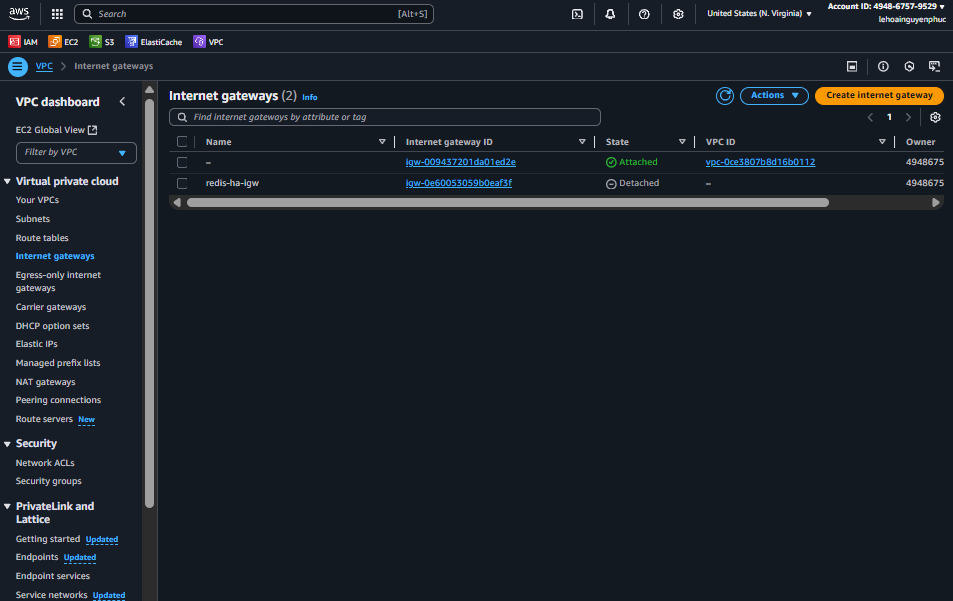 aws Search [Alt+S] United States (N. Virginia) Account ID: 4948-6757-9529
lehoainguyenphuc
IAM EC2 S3 ElastiCache VPC
VPC Internet gateways
VPC dashboard
EC2 Global View
Filter by VPC
Virtual private cloud
Your VPCs
Subnets
Route tables
Internet gateways
Egress-only internet
gateways
Carrier gateways
DHCP option sets
Elastic IPs
Managed prefix lists
NAT gateways
Peering connections
Route servers New
Security
Network ACLs
Security groups
PrivateLink and
Lattice
Getting started Updated
Endpoints Updated
Endpoint services
Service networks Updated
Internet gateways (2) Info
Actions Create internet gateway
Find internet gateways by attribute or tag
1
Name Internet gateway ID State VPC ID Owner
– igw-009437201da01ed2e Attached vpc-0ce3807b8d16b0112 4948675
redis-ha-igw igw-0e60053059b0eaf3f Detached – 4948675